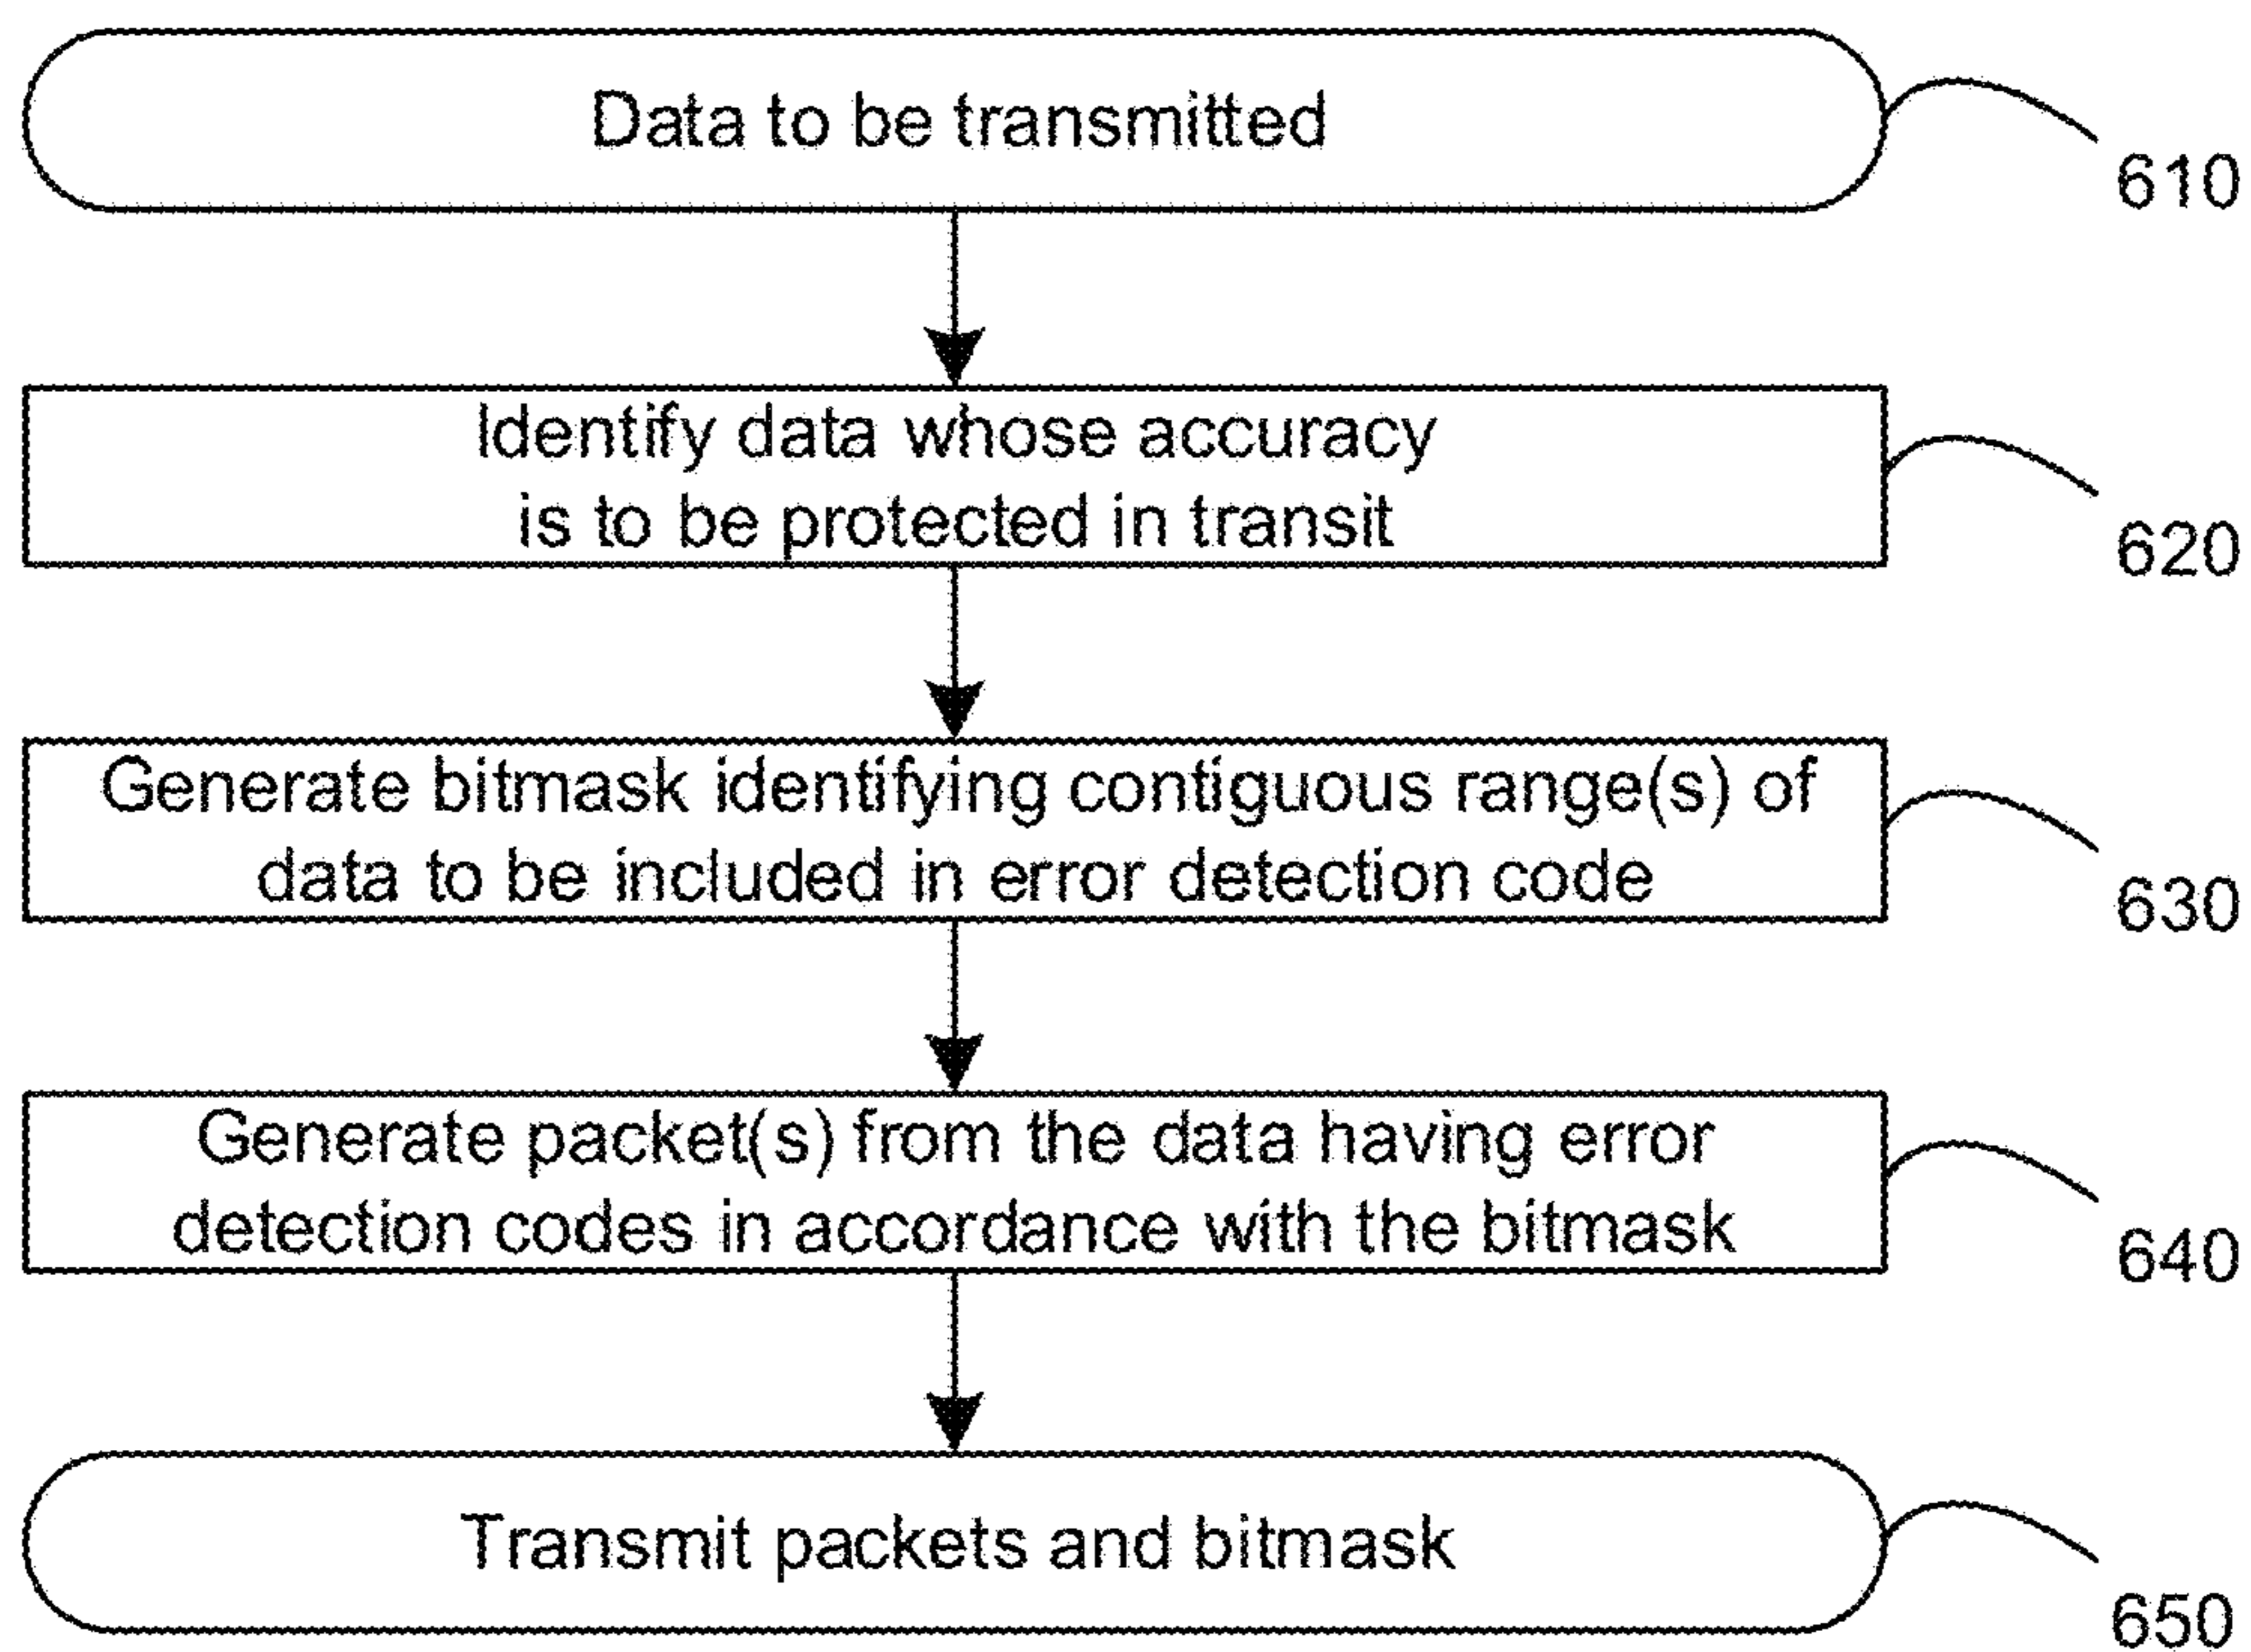 Data to be transmitted
610
Identify data whose accuracy
is to be protected in transit
620
Generate bitmask identifying contiguous range(s) of
data to be included in error detection code
630
Generate packet(s) from the data having error
detection codes in accordance with the bitmask
640
Transmit packets and bitmask
650